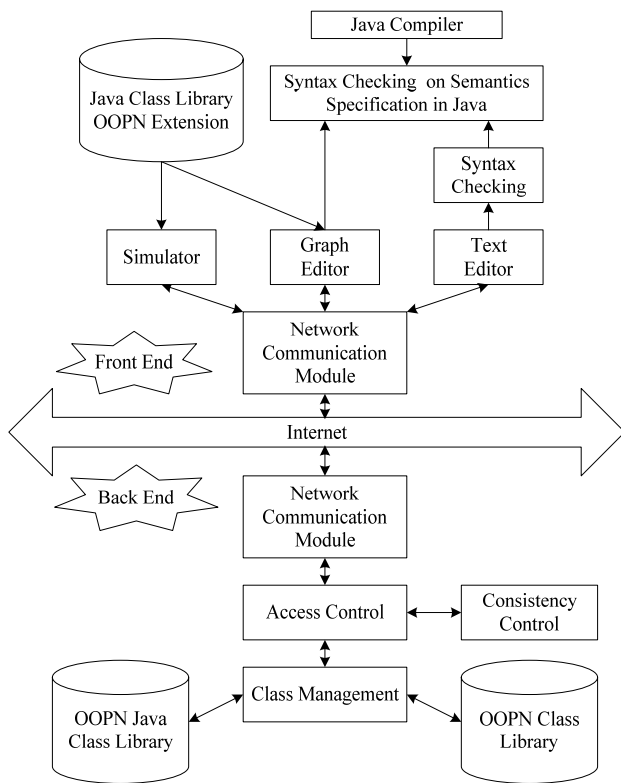 Java Compiler
Java Class Library
OOPN Extension
Syntax Checking on Semantics
Specification in Java
Syntax
Checking
Simulator
Graph
Editor
Text
Editor
Network
Communication
Module
Front End
Internet
Back End
Network
Communication
Module
Access Control
Consistency
Control
Class Management
OOPN Java
Class Library
OOPN Class
Library